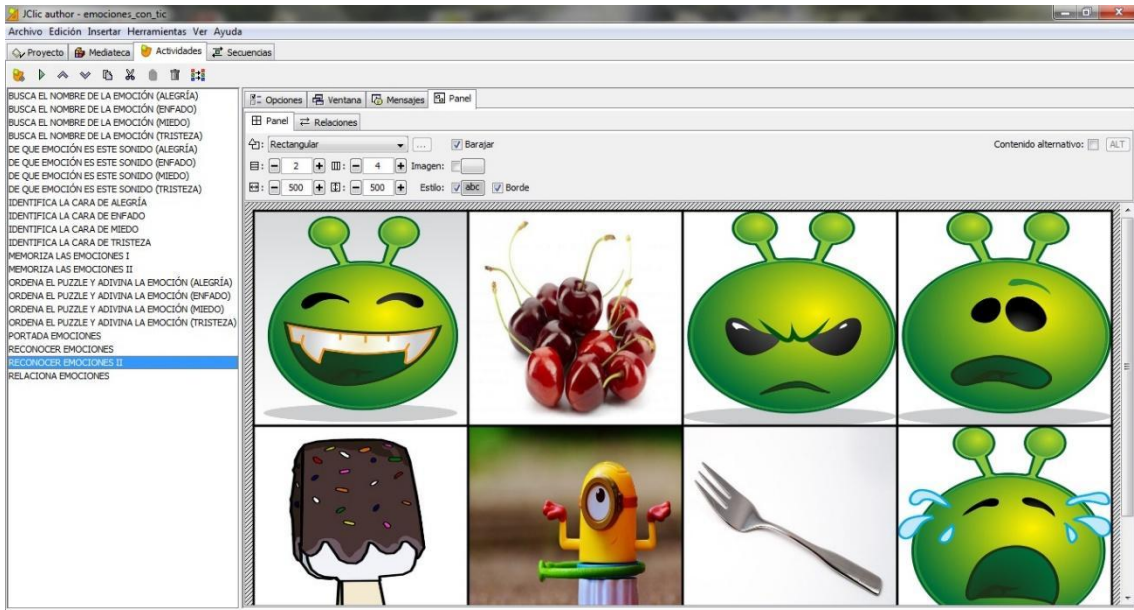 JClic author - emociones_con_tic
Archivo Edición Insertar Herramientas Ver Ayuda
Proyecto Mediateca Actividades Secuencias
BUSCA EL NOMBRE DE LA EMOCIÓN (ALEGRÍA)
BUSCA EL NOMBRE DE LA EMOCIÓN (ENFADO)
BUSCA EL NOMBRE DE LA EMOCIÓN (MIEDO)
BUSCA EL NOMBRE DE LA EMOCIÓN (TRISTEZA)
DE QUE EMOCIÓN ES ESTE SONIDO (ALEGRÍA)
DE QUE EMOCIÓN ES ESTE SONIDO (ENFADO)
DE QUE EMOCIÓN ES ESTE SONIDO (MIEDO)
DE QUE EMOCIÓN ES ESTE SONIDO (TRISTEZA)
IDENTIFICA LA CARA DE ALEGRÍA
IDENTIFICA LA CARA DE ENFADO
IDENTIFICA LA CARA DE MIEDO
IDENTIFICA LA CARA DE TRISTEZA
MEMORIZA LAS EMOCIONES I
MEMORIZA LAS EMOCIONES II
ORDENA EL PUZZLE Y ADIVINA LA EMOCIÓN (ALEGRÍA)
ORDENA EL PUZZLE Y ADIVINA LA EMOCIÓN (ENFADO)
ORDENA EL PUZZLE Y ADIVINA LA EMOCIÓN (MIEDO)
ORDENA EL PUZZLE Y ADIVINA LA EMOCIÓN (TRISTEZA)
PORTADA EMOCIONES
RECONOCER EMOCIONES
RECONOCER EMOCIONES II
RELACIONA EMOCIONES
Opciones Ventana Mensajes Panel
Panel Relaciones
Rectangular ... Barajar Contenido alternativo: ALT
2 4 Imagen:
500 500 Estilo: abc Borde